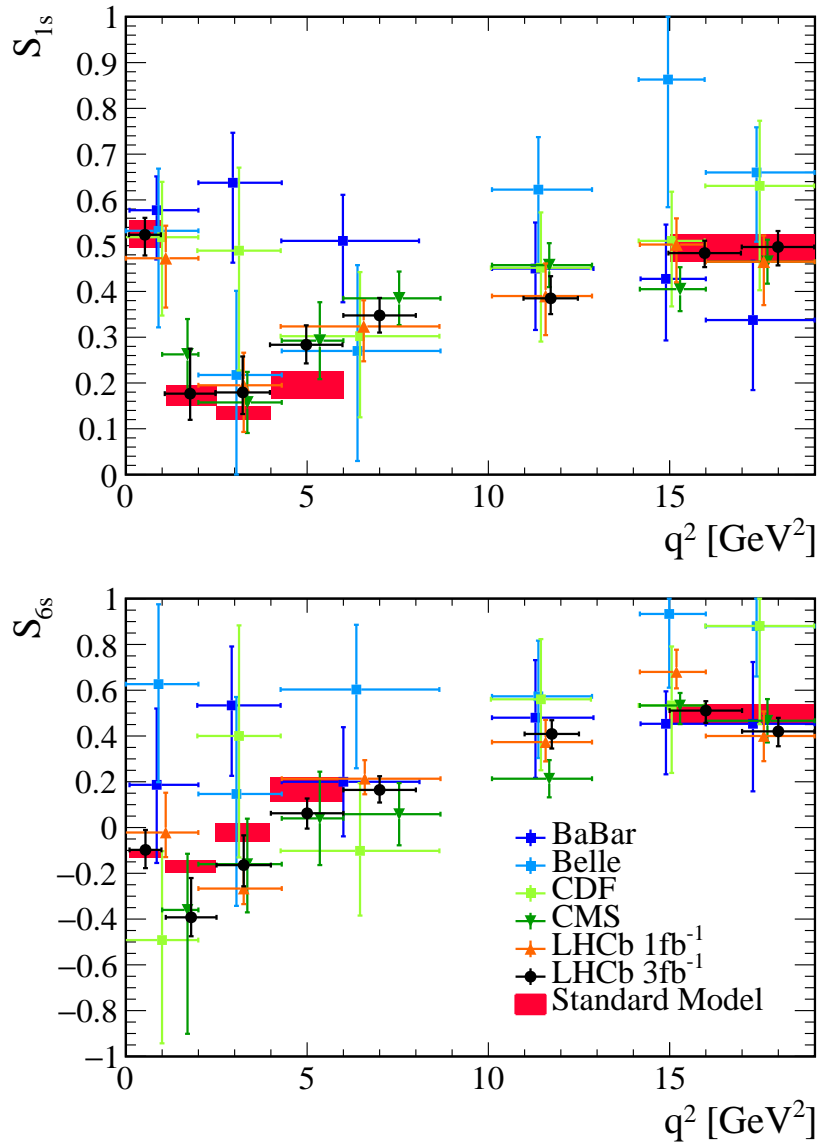 S1s
1
0.9
0.8
0.7
0.6
0.5
0.4
0.3
0.2
0.1
0
0 5 10 15
q² [GeV²]
S6s
1
0.8
0.6
0.4
0.2
0
−0.2
−0.4
−0.6
−0.8
−1
BaBar
Belle
CDF
CMS
LHCb 1fb⁻¹
LHCb 3fb⁻¹
Standard Model
0 5 10 15
q² [GeV²]